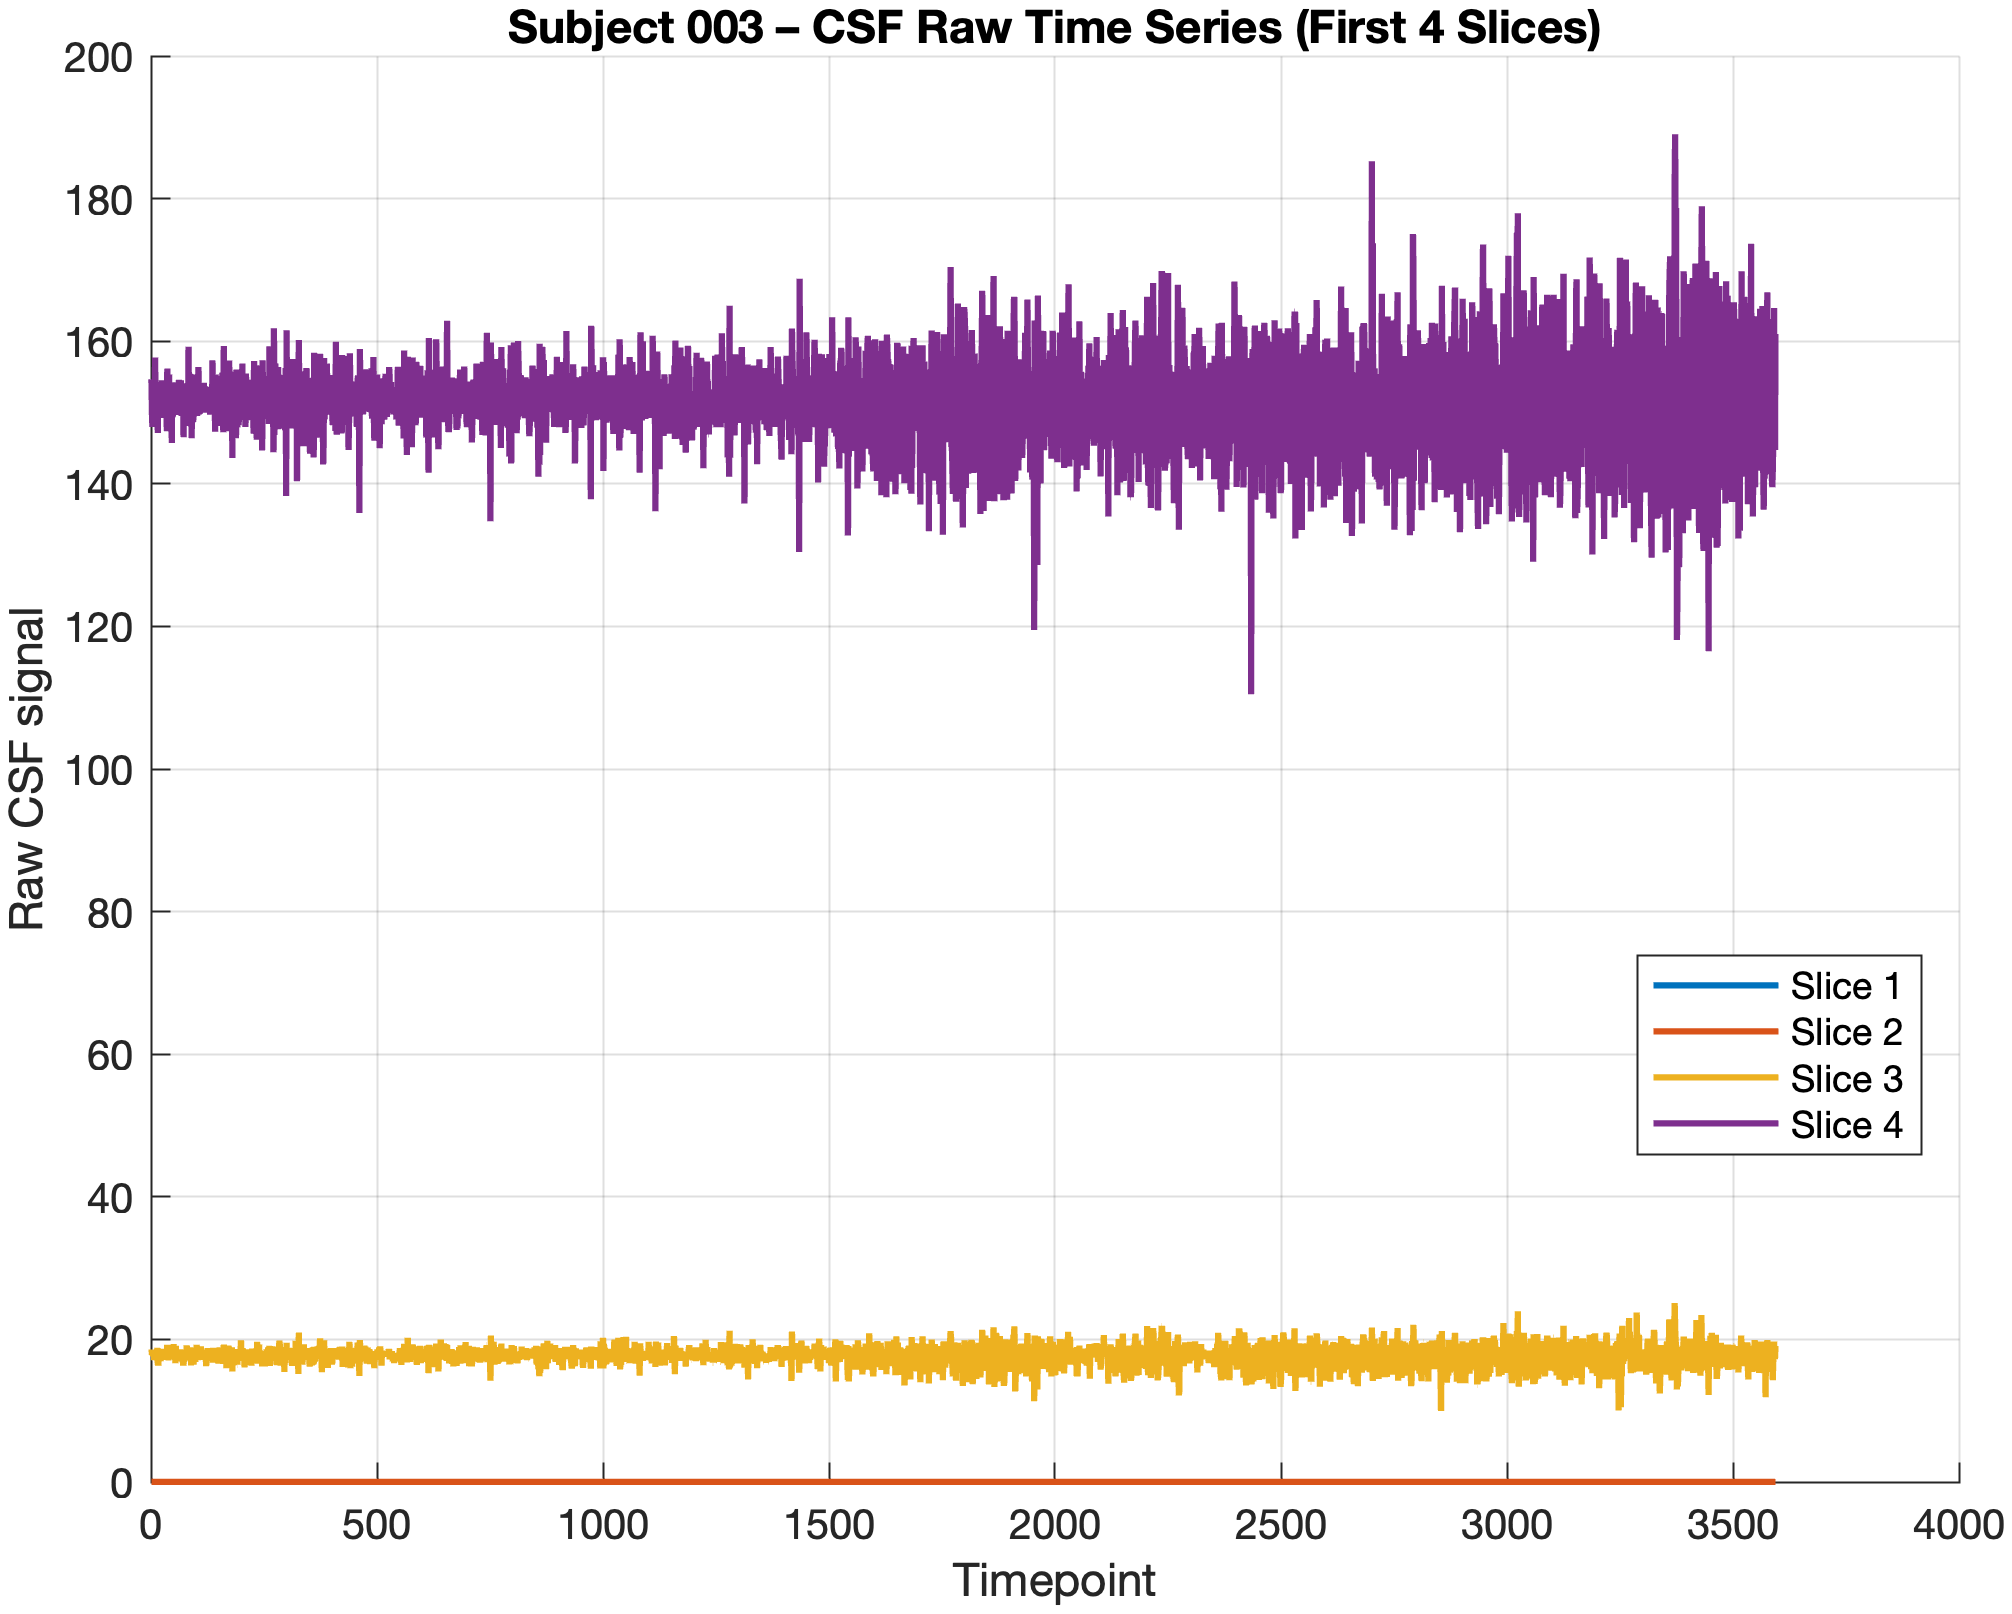 Subject 003 – CSF Raw Time Series (First 4 Slices)
200
180
160
140
120
100
80
60
40
20
0
Raw CSF signal
Slice 1
Slice 2
Slice 3
Slice 4
0 500 1000 1500 2000 2500 3000 3500 4000
Timepoint